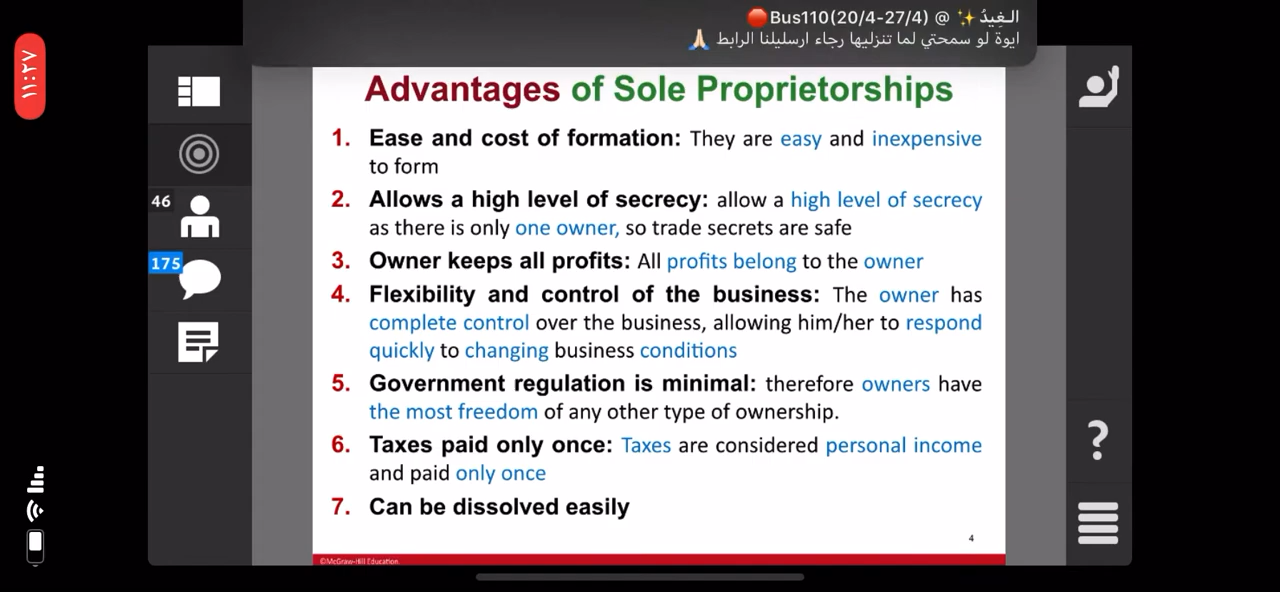 الـغِيدُ ✨ @ Bus110(20/4-27/4)🛑
ايوة لو سمحتي لما تنزليها رجاء ارسليلنا الرابط 🙏🏻
١١:٢٧
46
175
Advantages of Sole Proprietorships
1. Ease and cost of formation: They are easy and inexpensive
to form
2. Allows a high level of secrecy: allow a high level of secrecy
as there is only one owner, so trade secrets are safe
3. Owner keeps all profits: All profits belong to the owner
4. Flexibility and control of the business: The owner has
complete control over the business, allowing him/her to respond
quickly to changing business conditions
5. Government regulation is minimal: therefore owners have
the most freedom of any other type of ownership.
6. Taxes paid only once: Taxes are considered personal income
and paid only once
7. Can be dissolved easily
4
©McGraw-Hill Education.
?